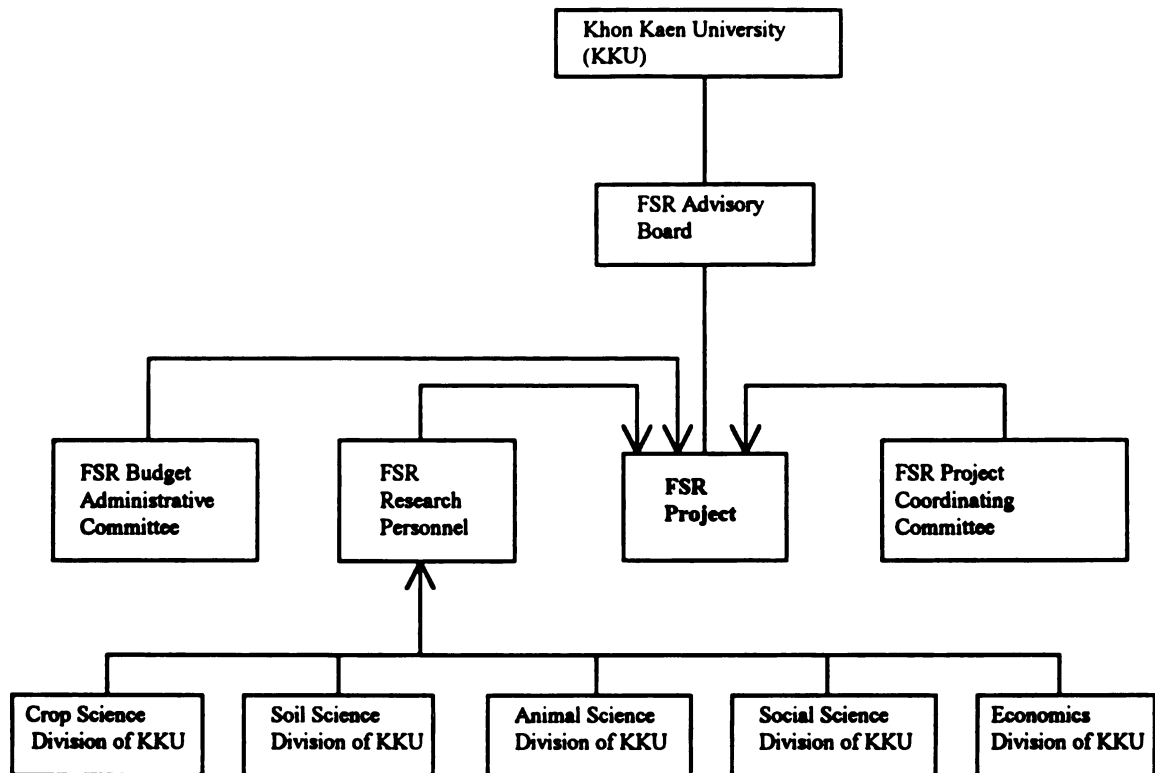 Khon Kaen University
(KKU)
FSR Advisory
Board
FSR Budget
Administrative
Committee
FSR
Research
Personnel
FSR
Project
FSR Project
Coordinating
Committee
Crop Science
Division of KKU
Soil Science
Division of KKU
Animal Science
Division of KKU
Social Science
Division of KKU
Economics
Division of KKU